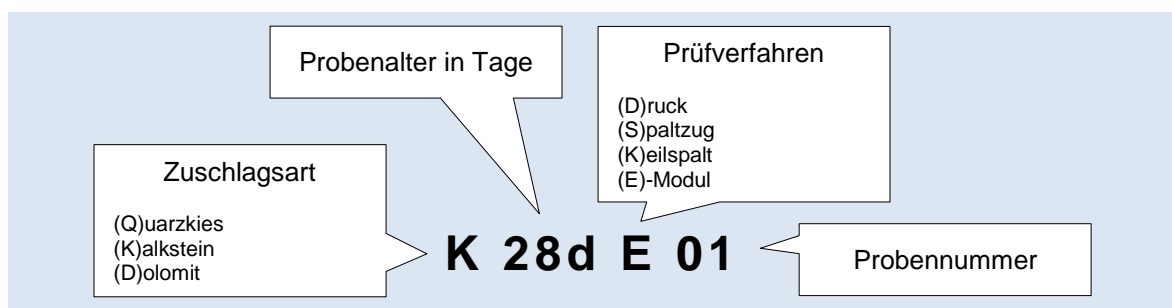 Probenalter in Tage
Prüfverfahren
(D)ruck
(S)paltzug
(K)eilspalt
(E)-Modul
Zuschlagsart
(Q)uarzkies
(K)alkstein
(D)olomit
K 28d E 01
Probennummer